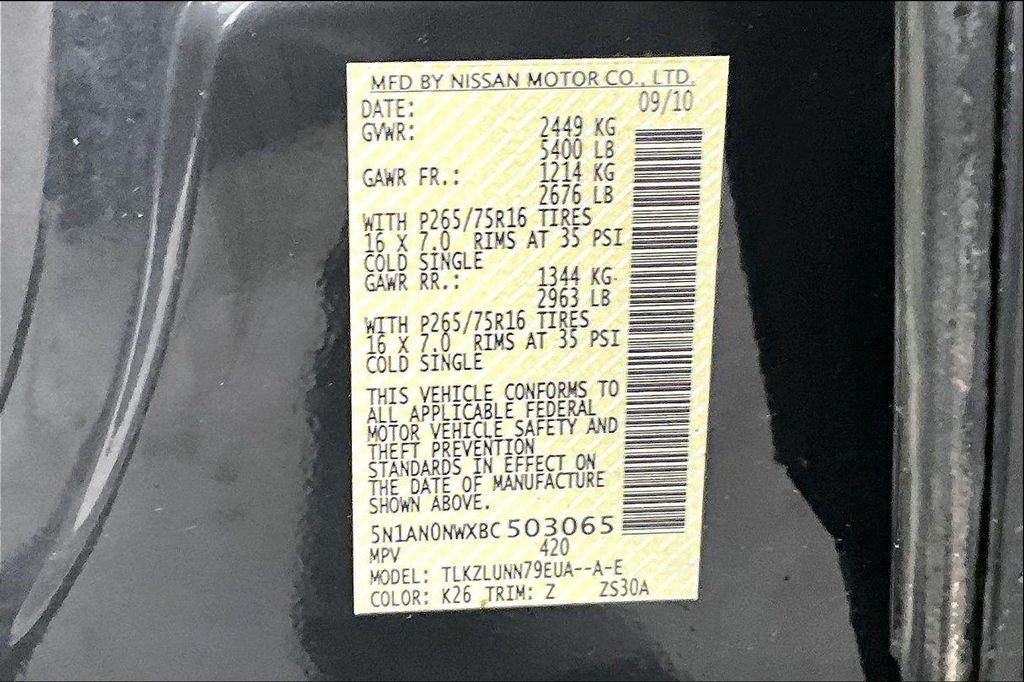 MFD BY NISSAN MOTOR CO., LTD.
DATE: 09/10
GVWR: 2449 KG
5400 LB
GAWR FR.: 1214 KG
2676 LB
WITH P265/75R16 TIRES
16 X 7.0 RIMS AT 35 PSI
COLD SINGLE
GAWR RR.: 1344 KG
2963 LB
WITH P265/75R16 TIRES
16 X 7.0 RIMS AT 35 PSI
COLD SINGLE
THIS VEHICLE CONFORMS TO
ALL APPLICABLE FEDERAL
MOTOR VEHICLE SAFETY AND
THEFT PREVENTION
STANDARDS IN EFFECT ON
THE DATE OF MANUFACTURE
SHOWN ABOVE.
5N1AN0NWXBC503065
MPV 420
MODEL: TLKZLUNN79EUA--A-E
COLOR: K26 TRIM: Z ZS30A